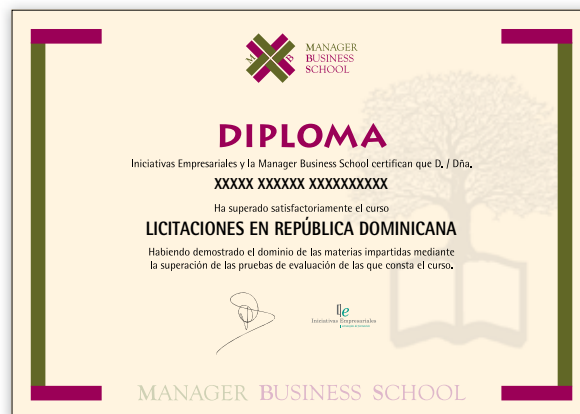 M B
MANAGER
BUSINESS
SCHOOL
DIPLOMA
Iniciativas Empresariales y la Manager Business School certifican que D. / Dña.
XXXXX XXXXXX XXXXXXXXXX
Ha superado satisfactoriamente el curso
LICITACIONES EN REPÚBLICA DOMINICANA
Habiendo demostrado el dominio de las materias impartidas mediante
la superación de las pruebas de evaluación de las que consta el curso.
Iniciativas Empresariales
MANAGER BUSINESS SCHOOL